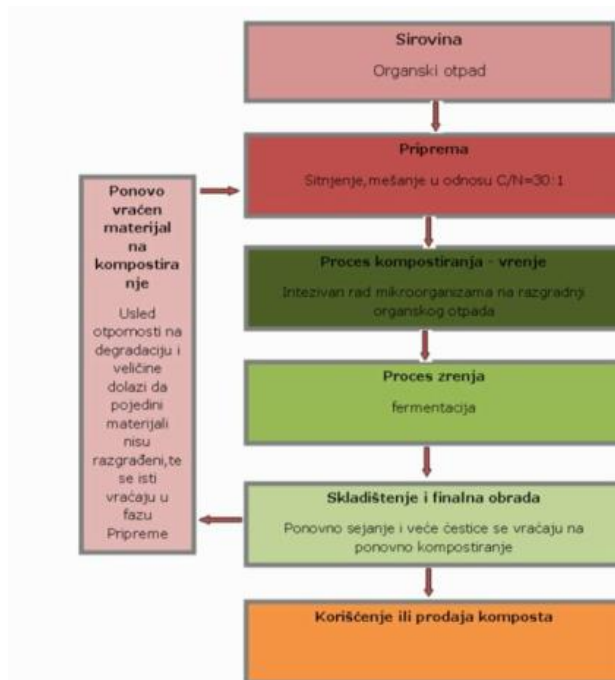 Sirovina
Organski otpad
Priprema
Sitnjenje,mešanje u odnosu C/N=30:1
Ponovo
vraćen
materijal
na
kompostira
nje
Usled
otpornosti na
degradaciju i
veličine
dolazi da
pojedini
materijali
nisu
razgrađeni,te
se isti
vraćaju u
fazu
Pripreme
Proces kompostiranja - vrenje
Intezivan rad mikroorganizama na razgradnji
organskog otpada
Proces zrenja
fermentacija
Skladištenje i finalna obrada
Ponovno sejanje i veće čestice se vraćaju na
ponovno kompostiranje
Korišćenje ili prodaja komposta